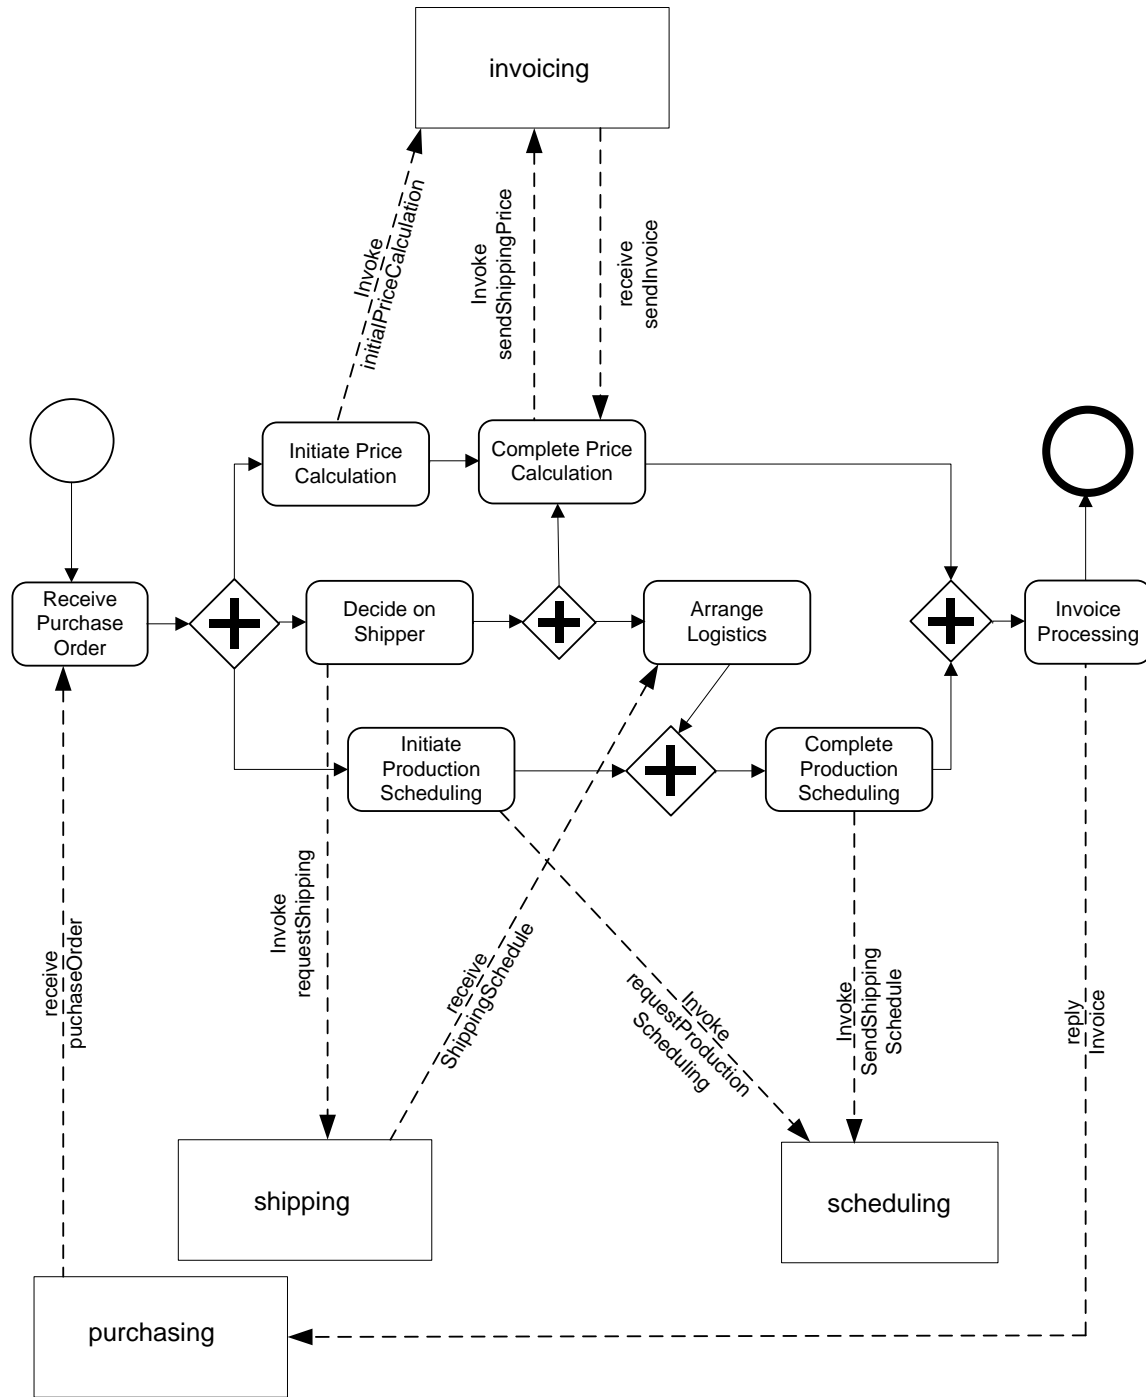 invoicing
Invoke
initialPriceCalculation
Invoke
sendShippingPrice
receive
sendInvoice
Initiate Price
Calculation
Complete Price
Calculation
Receive
Purchase
Order
Decide on
Shipper
Arrange
Logistics
Invoice
Processing
Initiate
Production
Scheduling
Complete
Production
Scheduling
receive
puchaseOrder
Invoke
requestShipping
receive
ShippingSchedule
Invoke
requestProduction
Scheduling
Invoke
SendShipping
Schedule
reply
Invoice
shipping
scheduling
purchasing